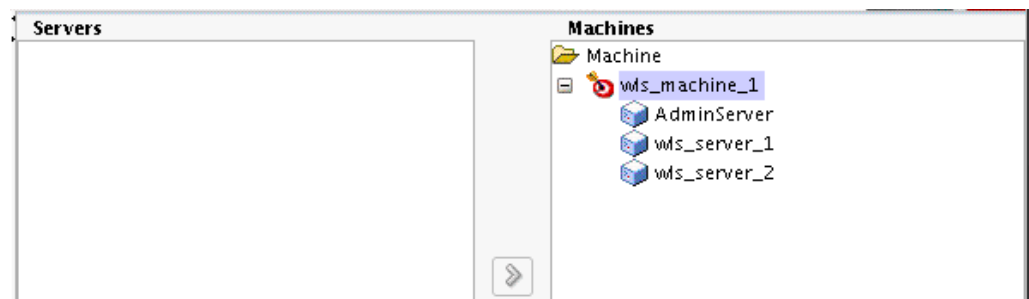 Servers
Machines
Machine
wls_machine_1
AdminServer
wls_server_1
wls_server_2